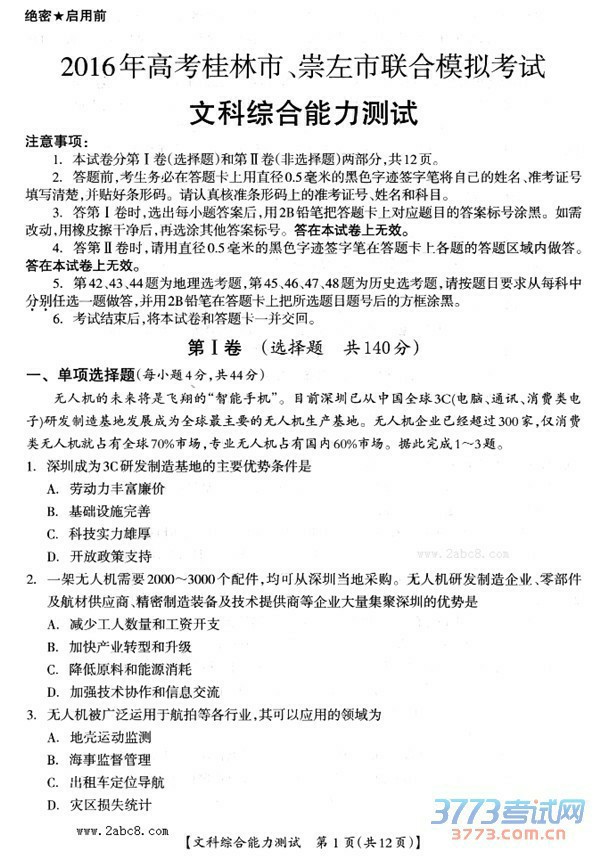 绝密★启用前
2016年高考桂林市、崇左市联合模拟考试
文科综合能力测试
注意事项：
1. 本试卷分第Ⅰ卷(选择题)和第Ⅱ卷(非选择题)两部分,共12页。
2. 答题前,考生务必在答题卡上用直径0.5毫米的黑色字迹签字笔将自己的姓名、准考证号
填写清楚,并贴好条形码。请认真核准条形码上的准考证号、姓名和科目。
3. 答第Ⅰ卷时,选出每小题答案后,用2B铅笔把答题卡上对应题目的答案标号涂黑。如需
改动,用橡皮擦干净后,再选涂其他答案标号。答在本试卷上无效。
4. 答第Ⅱ卷时,请用直径0.5毫米的黑色字迹签字笔在答题卡上各题的答题区域内做答。
答在本试卷上无效。
5. 第42、43、44题为地理选考题,第45、46、47、48题为历史选考题,请按题目要求从每科中
分别任选一题做答,并用2B铅笔在答题卡上把所选题目题号后的方框涂黑。
6. 考试结束后,将本试卷和答题卡一并交回。
第Ⅰ卷 (选择题 共140分)
一、单项选择题(每小题4分,共44分)
无人机的未来将是飞翔的“智能手机”。目前深圳已从中国全球3C(电脑、通讯、消费类电
子)研发制造基地发展成为全球最主要的无人机生产基地。无人机企业已经超过300家,仅消费
类无人机就占有全球70%市场,专业无人机占有国内60%市场。据此完成1～3题。
1. 深圳成为3C研发制造基地的主要优势条件是
A. 劳动力丰富廉价
B. 基础设施完善
C. 科技实力雄厚
D. 开放政策支持
www.2abc8.com
2. 一架无人机需要2000～3000个配件,均可从深圳当地采购。无人机研发制造企业、零部件
及航材供应商、精密制造装备及技术提供商等企业大量集聚深圳的优势是
A. 减少工人数量和工资开支
B. 加快产业转型和升级
C. 降低原料和能源消耗
D. 加强技术协作和信息交流
3. 无人机被广泛运用于航拍等各行业,其可以应用的领域为
A. 地壳运动监测
B. 海事监督管理
C. 出租车定位导航
D. 灾区损失统计
www.2abc8.com
【文科综合能力测试 第1页(共12页)】
3773考试网
3773.com.cn